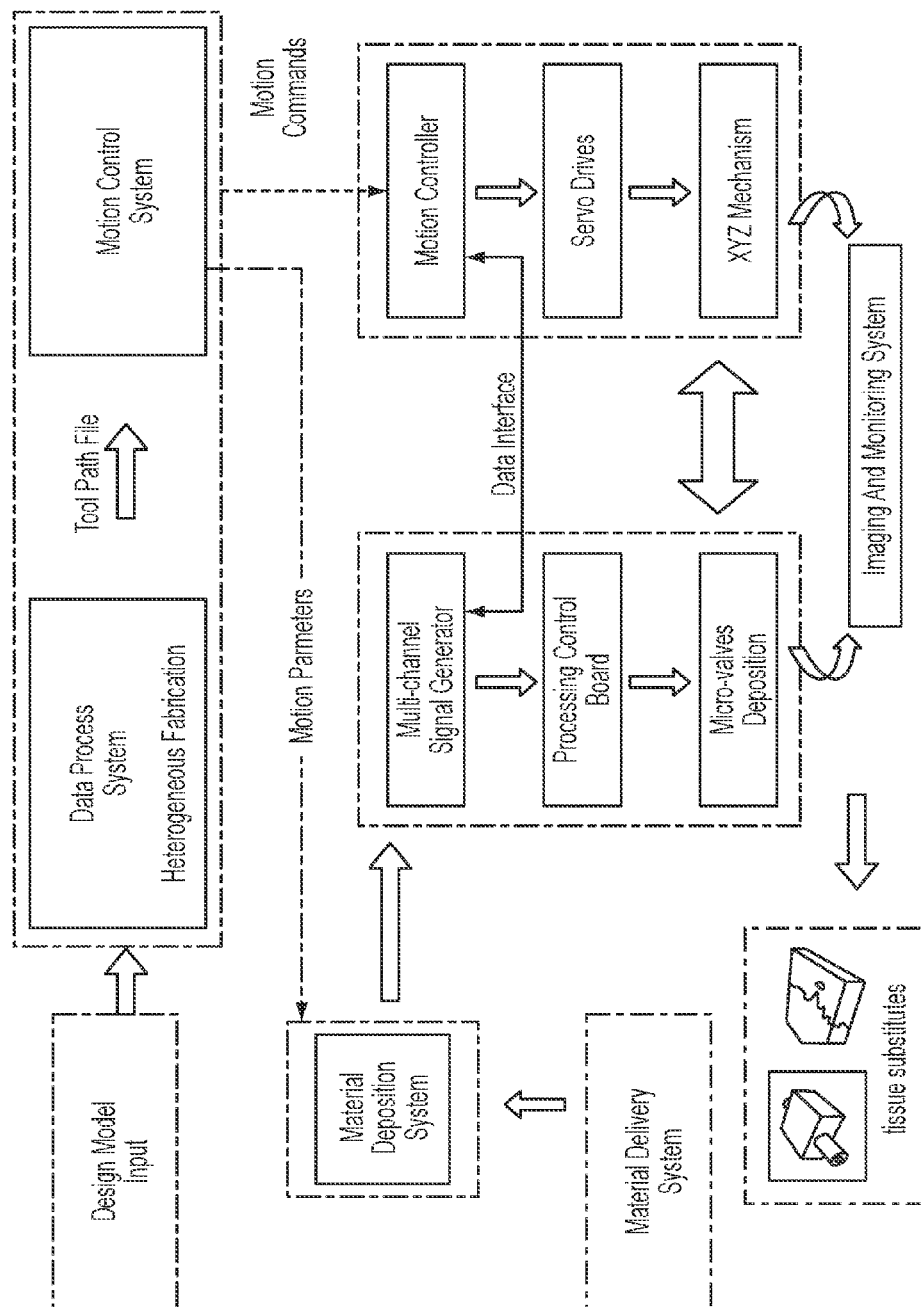 Design Model
Input
Data Process
System
Heterogeneous Fabrication
Tool Path File
Motion Control
System
Motion Parmeters
Motion
Commands
Material
Deposition
System
Multi-channel
Signal Generator
Processing Control
Board
Micro-valves
Deposition
Data Interface
Motion Controller
Servo Drives
XYZ Mechanism
Material Delivery
System
tissue substitutes
Imaging And Monitoring System